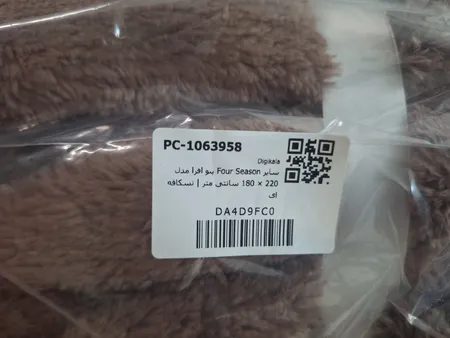 PC-1063958
Digikala
پتو افرا مدل Four Season سایز
220 × 180 سانتی متر | نسکافه
ای
DA4D9FC0